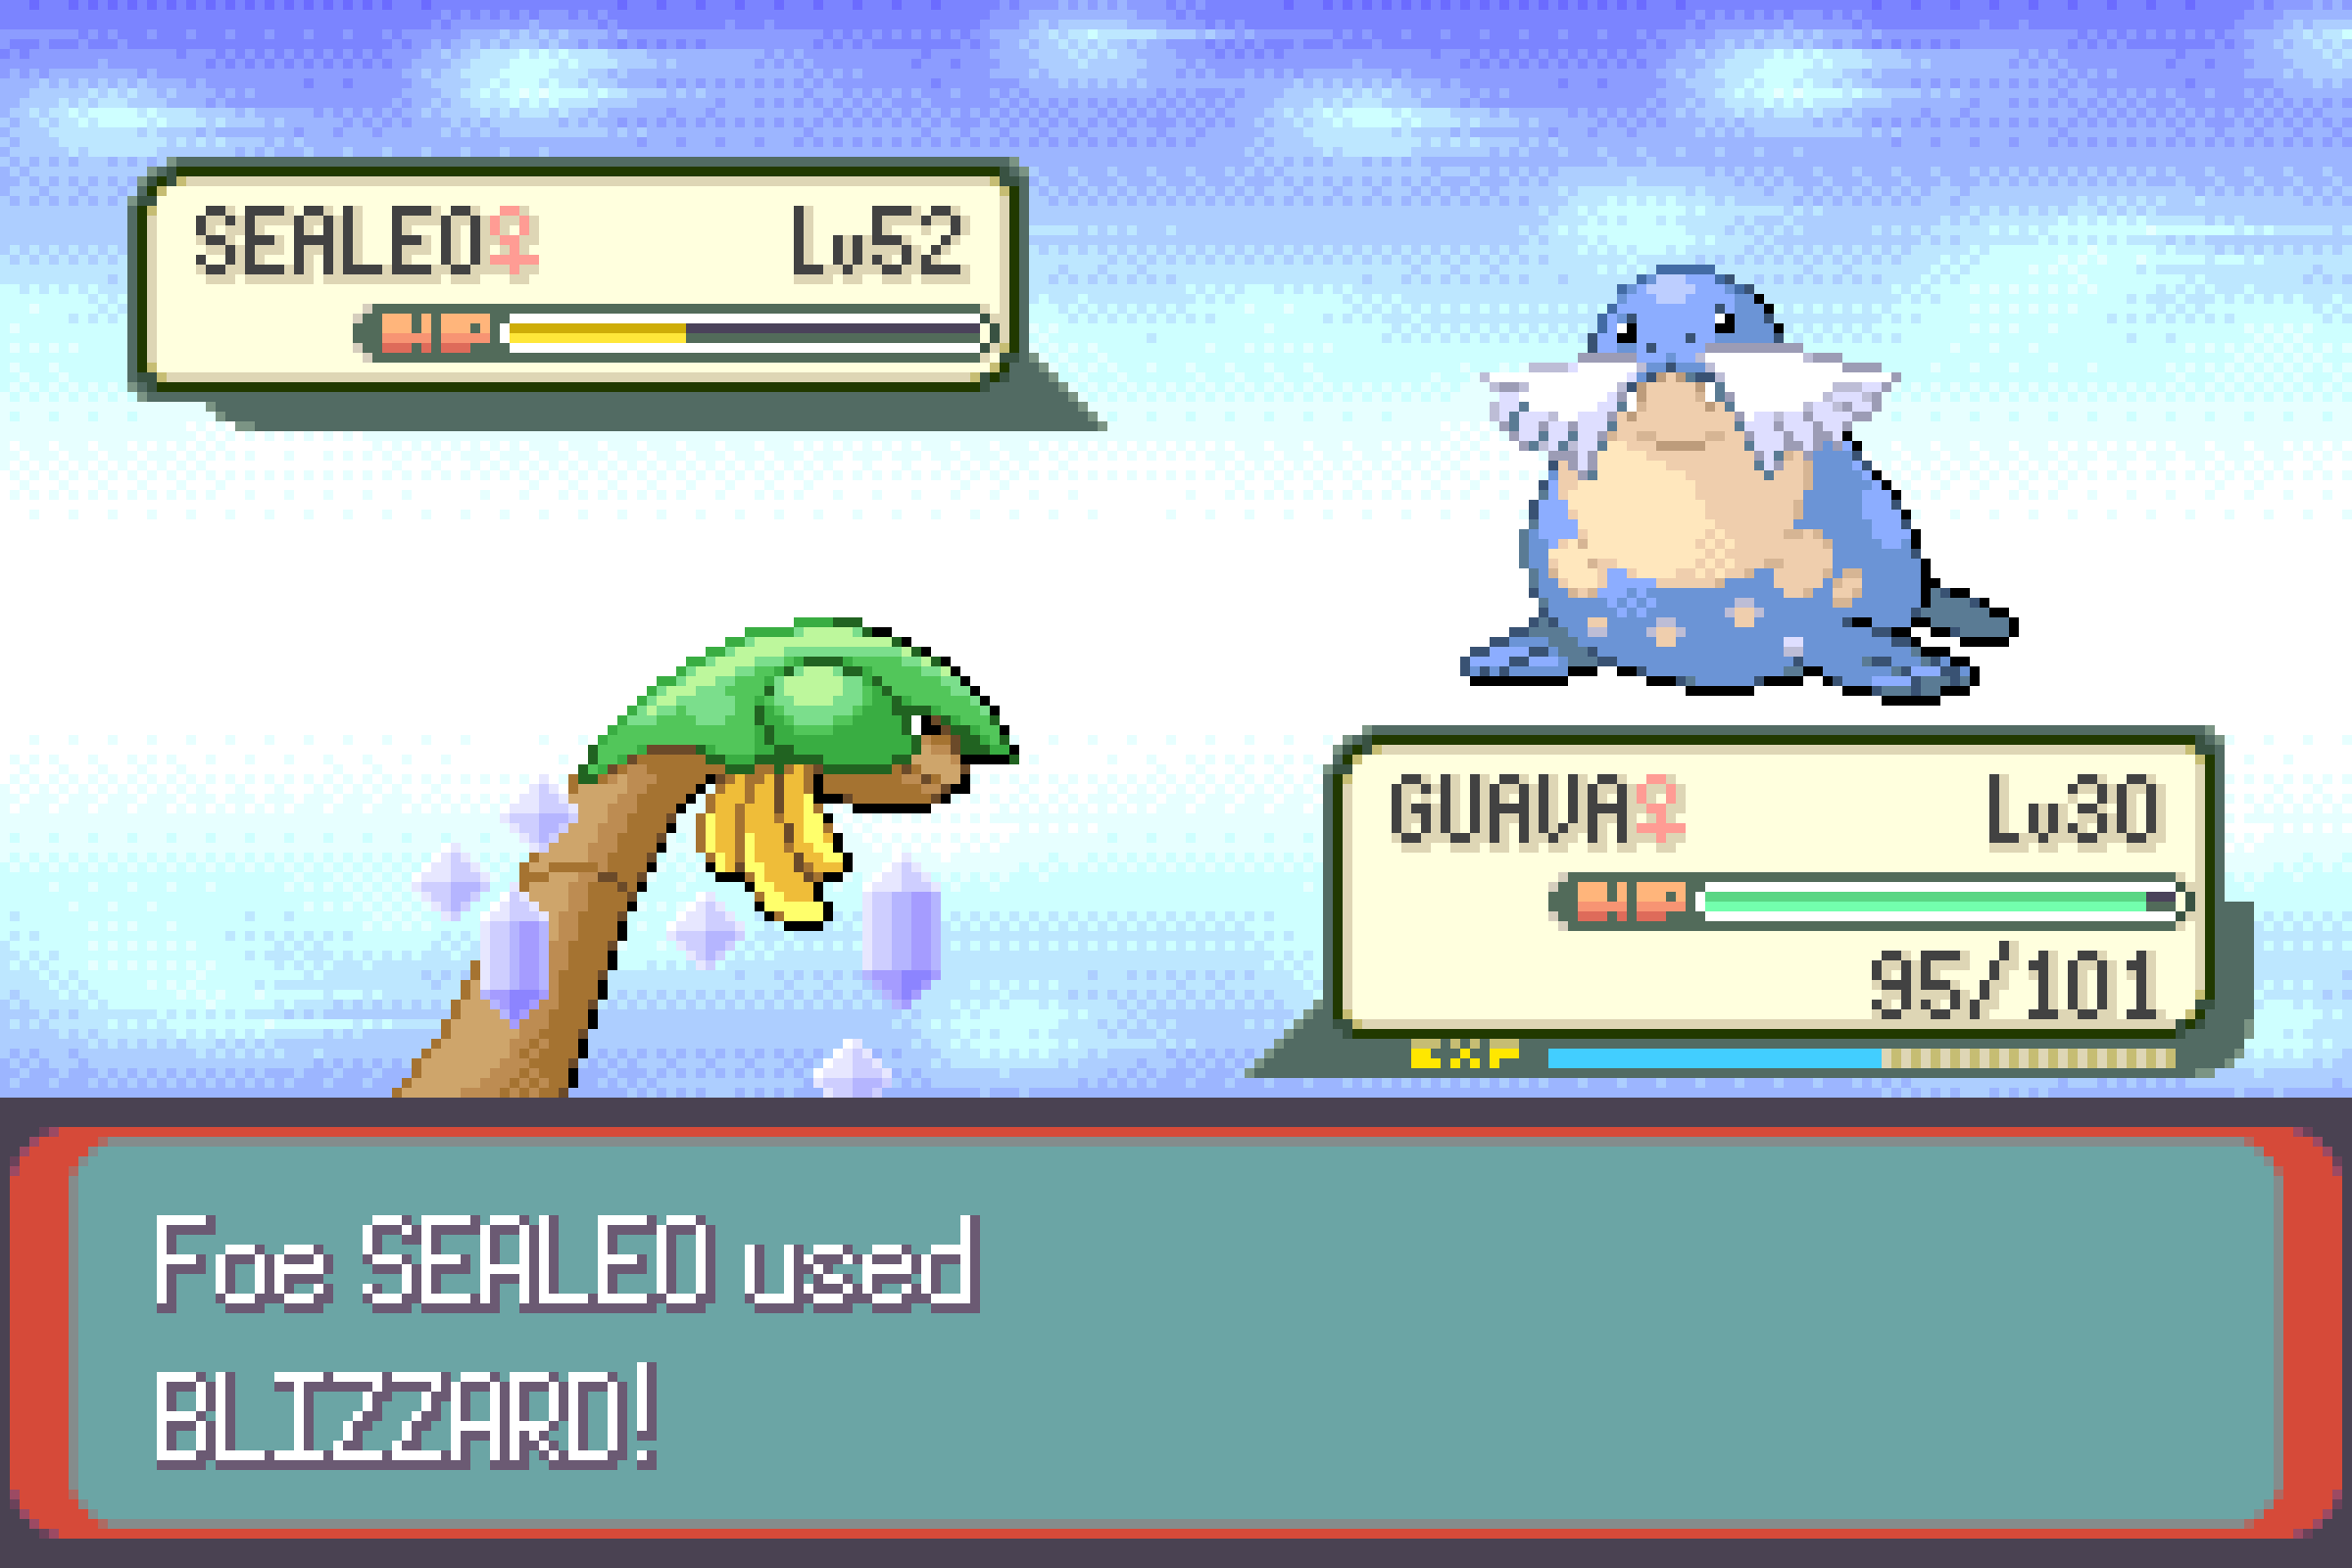 SEALEO♀ Lv52
HP
GUAVA♀ Lv30
HP
95/101
EXP
Foe SEALEO used
BLIZZARD!